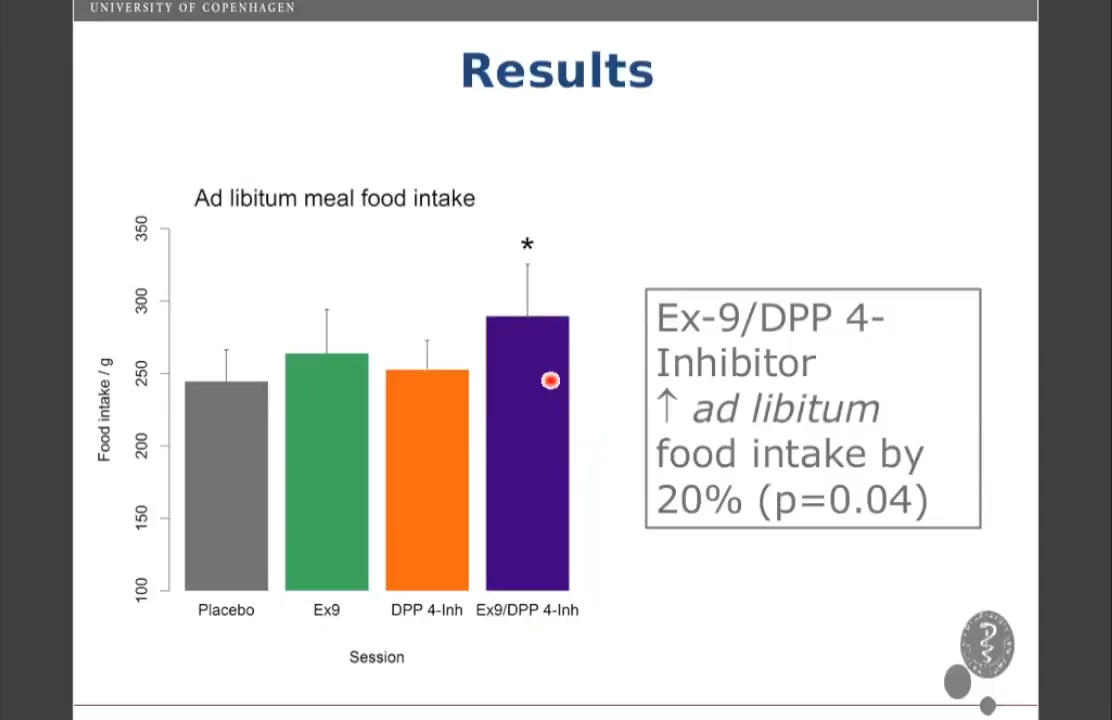 UNIVERSITY OF COPENHAGEN
Results
Ad libitum meal food intake
*
350
300
250
200
150
100
Food intake / g
Placebo
Ex9
DPP 4-Inh
Ex9/DPP 4-Inh
Session
Ex-9/DPP 4-
Inhibitor
↑ ad libitum
food intake by
20% (p=0.04)